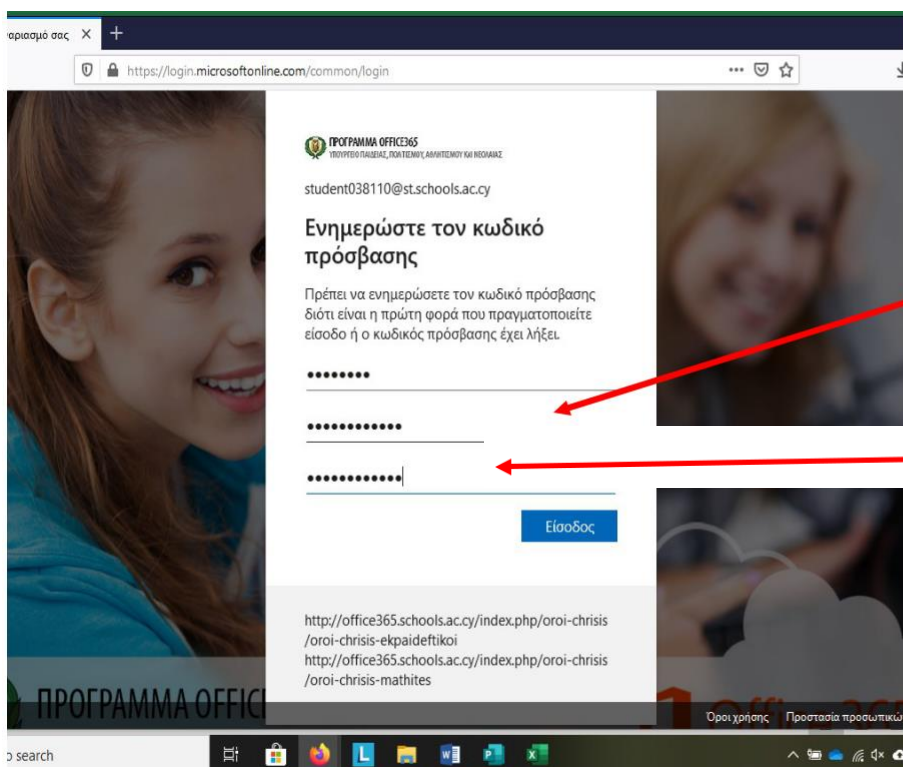 αριασμό σας
https://login.microsoftonline.com/common/login
ΠΡΟΓΡΑΜΜΑ OFFICE365
ΥΠΟΥΡΓΕΙΟ ΠΑΙΔΕΙΑΣ, ΠΟΛΙΤΙΣΜΟΥ, ΑΘΛΗΤΙΣΜΟΥ ΚΑΙ ΝΕΟΛΑΙΑΣ
student038110@st.schools.ac.cy
Ενημερώστε τον κωδικό
πρόσβασης
Πρέπει να ενημερώσετε τον κωδικό πρόσβασης
διότι είναι η πρώτη φορά που πραγματοποιείτε
είσοδο ή ο κωδικός πρόσβασης έχει λήξει.
••••••••
••••••••••••
••••••••••••
Είσοδος
http://office365.schools.ac.cy/index.php/oroi-chrisis
/oroi-chrisis-ekpaideftikoi
http://office365.schools.ac.cy/index.php/oroi-chrisis
/oroi-chrisis-mathites
ΠΡΟΓΡΑΜΜΑ OFFIC
Office 365
Όροι χρήσης Προστασία προσωπικώ
o search